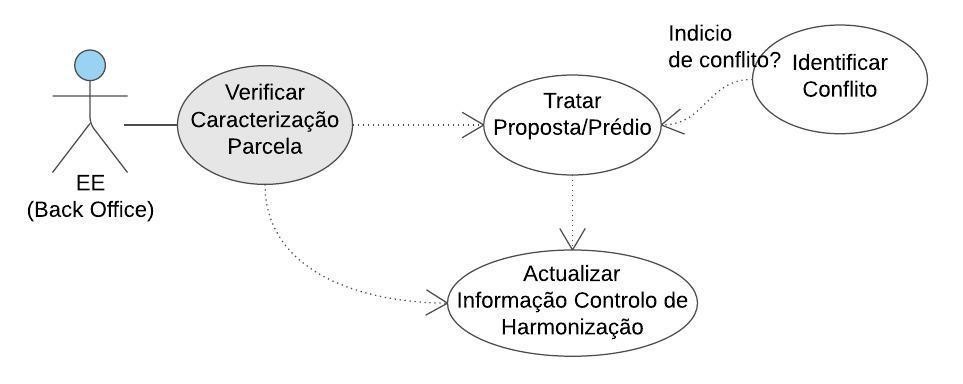 Indicio
de conflito?
Identificar
Conflito
Verificar
Caracterização
Parcela
Tratar
Proposta/Prédio
EE
(Back Office)
Actualizar
Informação Controlo de
Harmonização